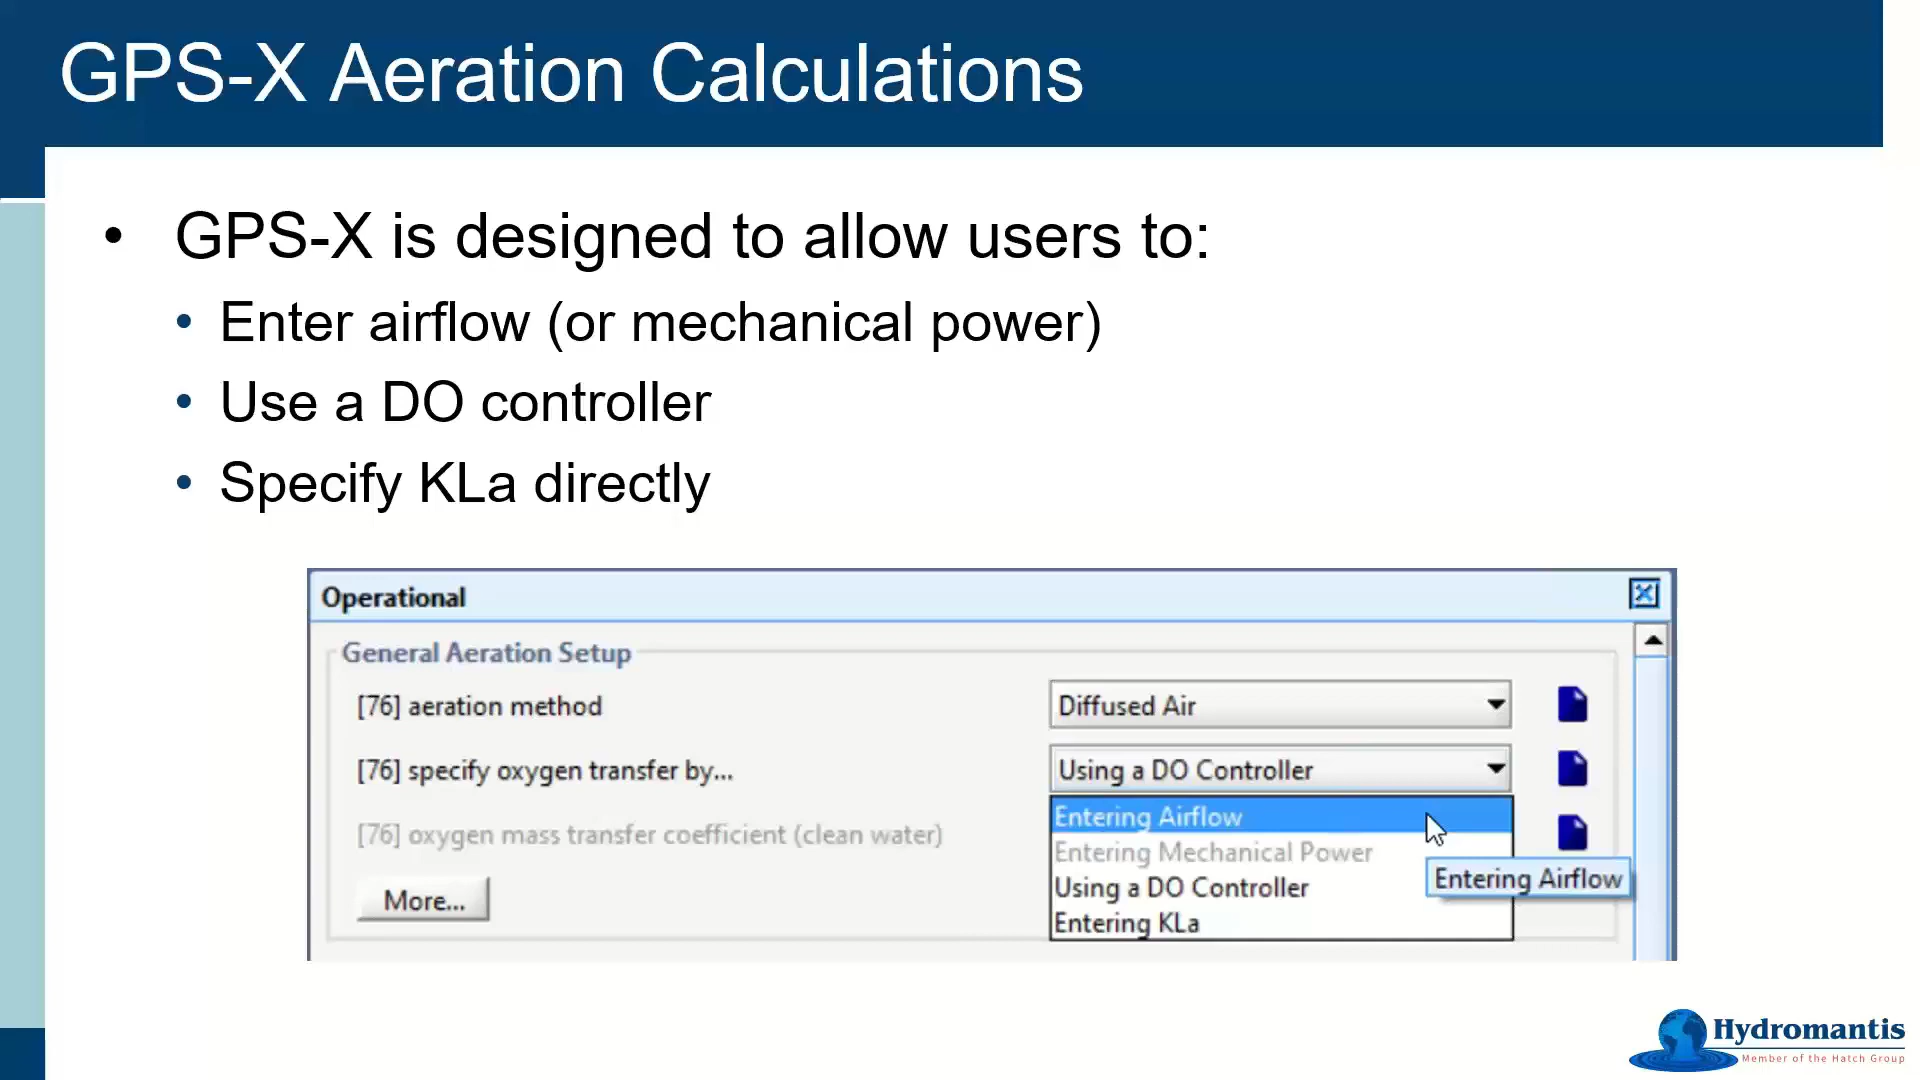 GPS-X Aeration Calculations
• GPS-X is designed to allow users to:
• Enter airflow (or mechanical power)
• Use a DO controller
• Specify KLa directly
Operational
General Aeration Setup
[76] aeration method Diffused Air
[76] specify oxygen transfer by... Using a DO Controller
Entering Airflow
[76] oxygen mass transfer coefficient (clean water)
Entering Mechanical Power
Entering Airflow
Using a DO Controller
More...
Entering KLa
Hydromantis
Member of the Hatch Group